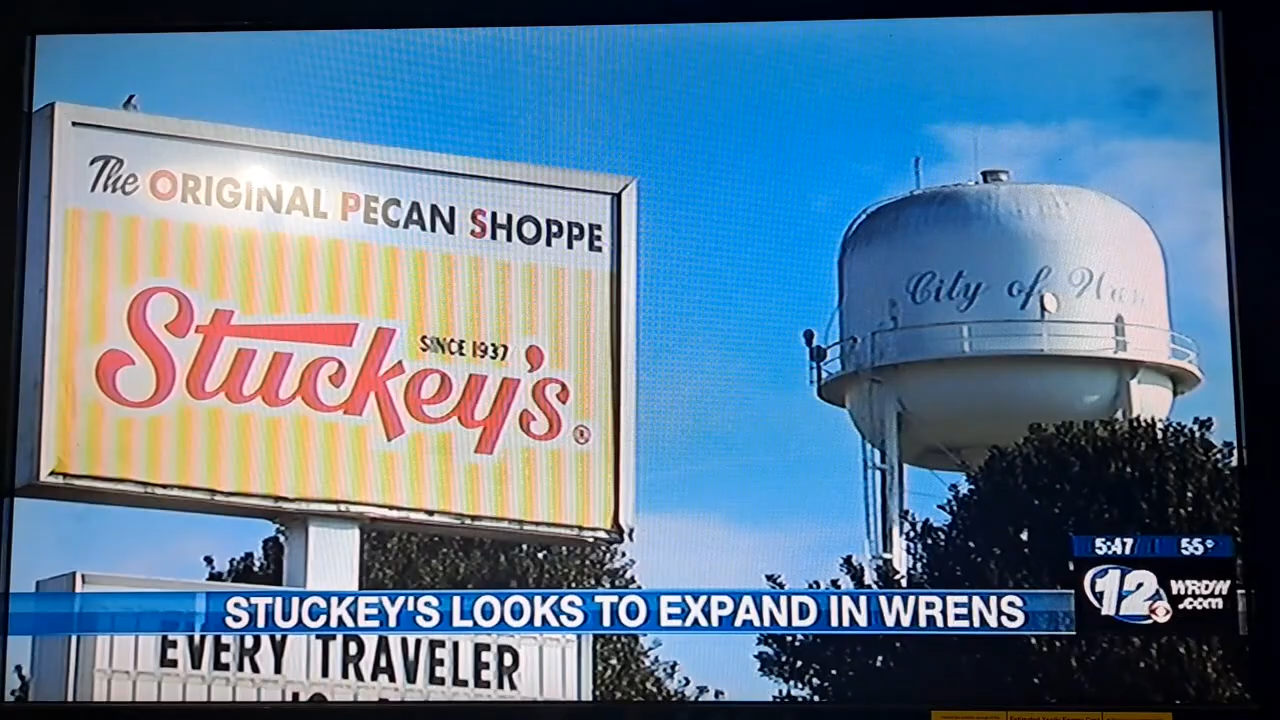 The ORIGINAL PECAN SHOPPE
Stuckey's®
SINCE 1937
City of
5:47 55°
12 WRDW
.com
STUCKEY'S LOOKS TO EXPAND IN WRENS
EVERY TRAVELER